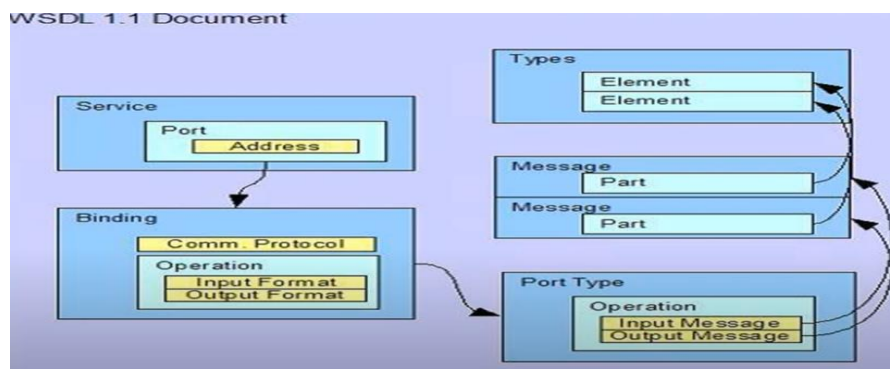 WSDL 1.1 Document
Service
Port
Address
Binding
Comm. Protocol
Operation
Input Format
Output Format
Types
Element
Element
Message
Part
Message
Part
Port Type
Operation
Input Message
Output Message